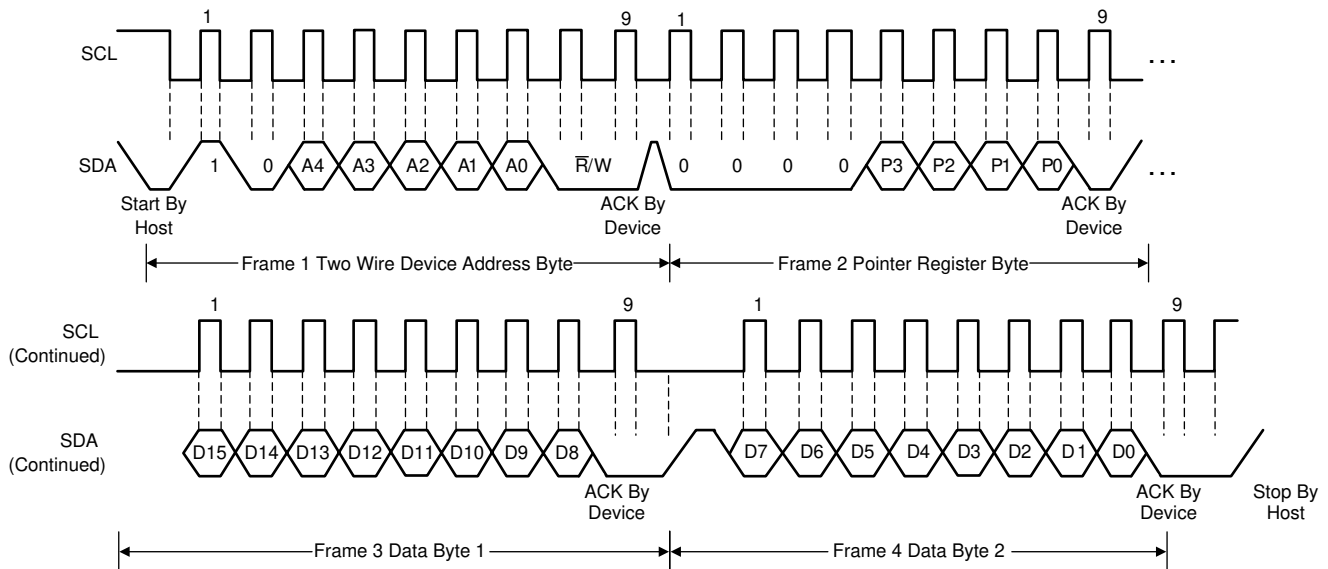 1 9 1 9
SCL
...
SDA
1 0 A4 A3 A2 A1 A0 R̅/W 0 0 0 0 P3 P2 P1 P0
...
Start By
Host
ACK By
Device
ACK By
Device
Frame 1 Two Wire Device Address Byte
Frame 2 Pointer Register Byte
1 9 1 9
SCL
(Continued)
SDA
(Continued)
D15 D14 D13 D12 D11 D10 D9 D8 D7 D6 D5 D4 D3 D2 D1 D0
ACK By
Device
ACK By
Device
Stop By
Host
Frame 3 Data Byte 1
Frame 4 Data Byte 2